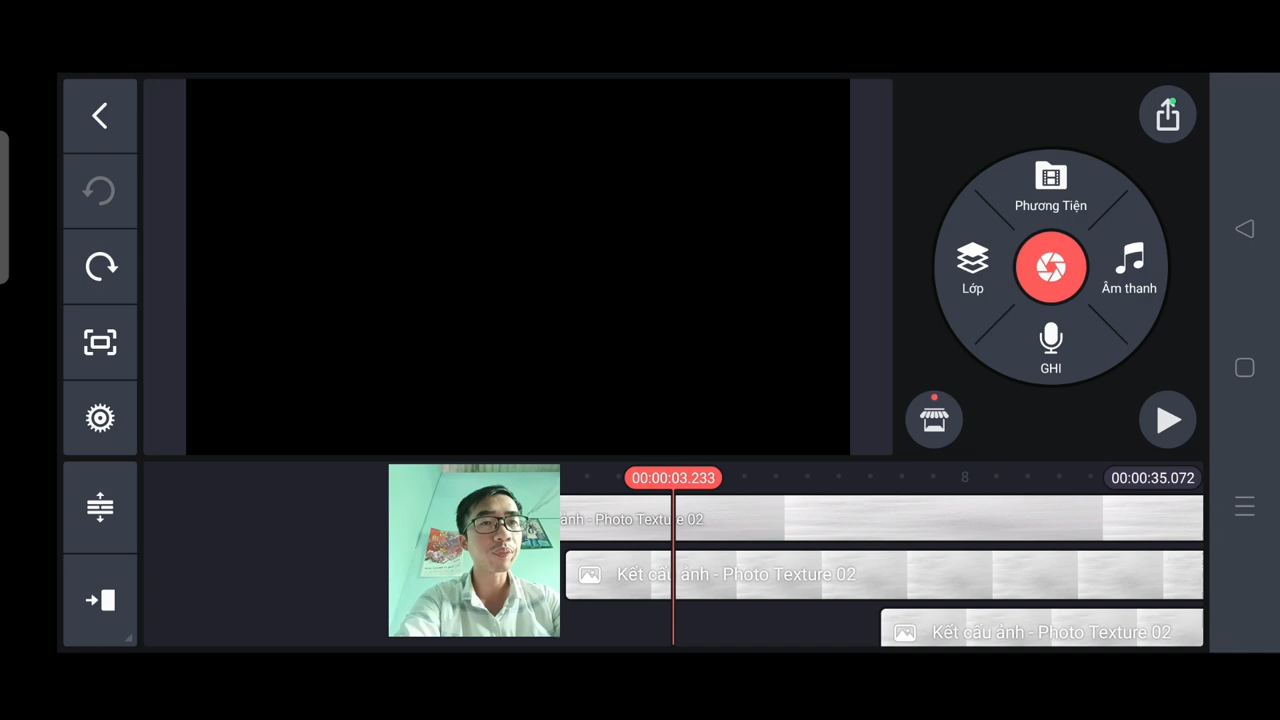 Phương Tiện
Lớp
Âm thanh
GHI
00:00:03.233
8
00:00:35.072
ảnh - Photo Texture 02
Kết cấu ảnh - Photo Texture 02
Kết cấu ảnh - Photo Texture 02